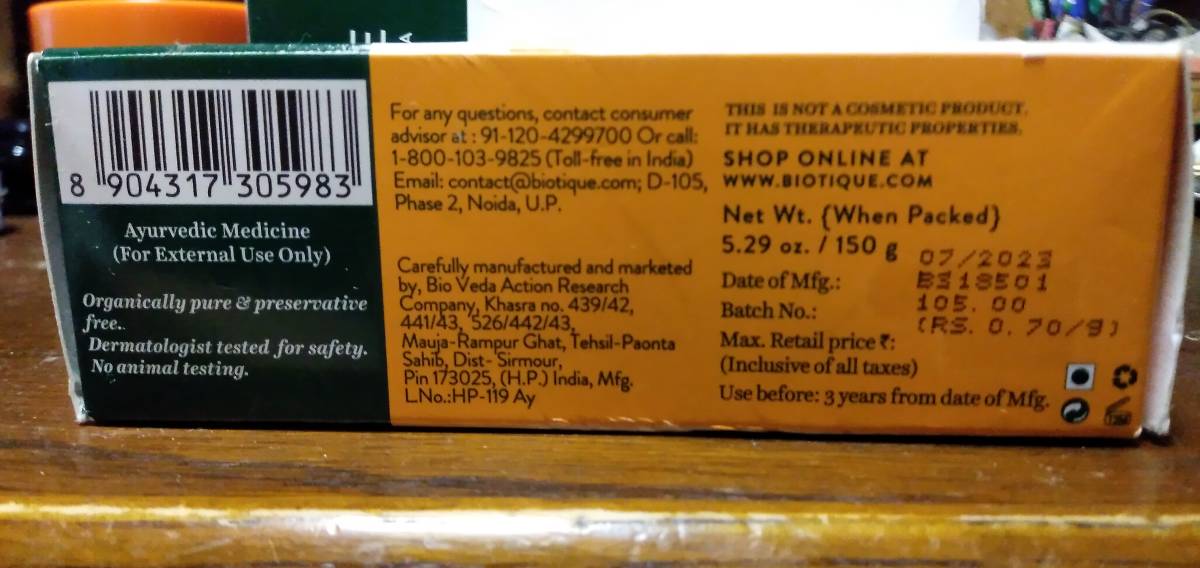 8 904317 305983
Ayurvedic Medicine
(For External Use Only)
Organically pure & preservative
free..
Dermatologist tested for safety.
No animal testing.
For any questions, contact consumer
advisor at : 91-120-4299700 Or call:
1-800-103-9825 (Toll-free in India)
Email: contact@biotique.com; D-105,
Phase 2, Noida, U.P.
Carefully manufactured and marketed
by, Bio Veda Action Research
Company, Khasra no. 439/42,
441/43, 526/442/43,
Mauja-Rampur Ghat, Tehsil-Paonta
Sahib, Dist- Sirmour,
Pin 173025, (H.P.) India, Mfg.
L.No.:HP-119 Ay
THIS IS NOT A COSMETIC PRODUCT.
IT HAS THERAPEUTIC PROPERTIES.
SHOP ONLINE AT
WWW.BIOTIQUE.COM
Net Wt. {When Packed}
5.29 oz. / 150 g
Date of Mfg.: 07/2023
Batch No.:
Max. Retail price ₹: 105.00
(RS. 0.70/g)
(Inclusive of all taxes)
Use before: 3 years from date of Mfg.